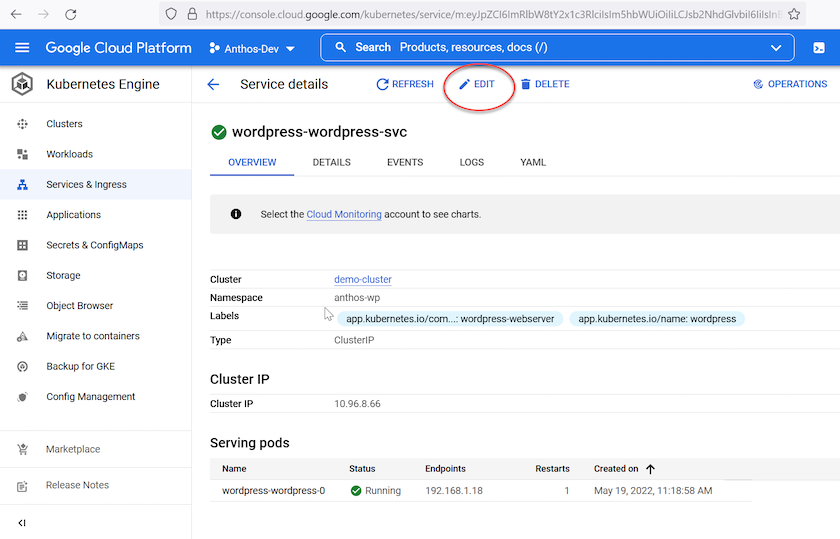 https://console.cloud.google.com/kubernetes/service/m:eyJpZCI6ImRlbW8tY2x1c3RlciIsIm5hbWUiOiIiLCJsb2NhdGlvbiI6IiIsInE
Google Cloud Platform Anthos-Dev Search Products, resources, docs (/)
Kubernetes Engine
Service details REFRESH EDIT DELETE OPERATIONS
Clusters
Workloads
Services & Ingress
Applications
Secrets & ConfigMaps
Storage
Object Browser
Migrate to containers
Backup for GKE
Config Management
Marketplace
Release Notes
wordpress-wordpress-svc
OVERVIEW DETAILS EVENTS LOGS YAML
Select the Cloud Monitoring account to see charts.
Cluster demo-cluster
Namespace anthos-wp
Labels app.kubernetes.io/com...: wordpress-webserver app.kubernetes.io/name: wordpress
Type ClusterIP
Cluster IP
Cluster IP 10.96.8.66
Serving pods
Name Status Endpoints Restarts Created on
wordpress-wordpress-0 Running 192.168.1.18 1 May 19, 2022, 11:18:58 AM